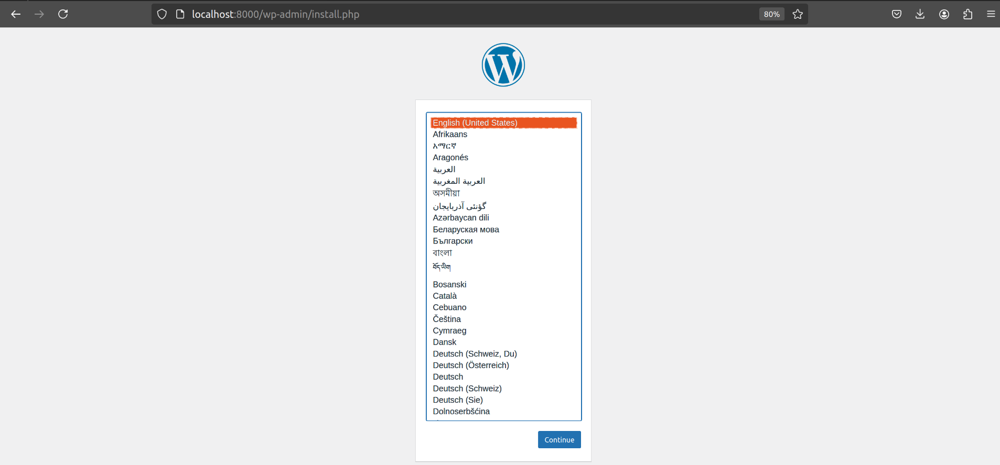 localhost:8000/wp-admin/install.php
80%
English (United States)
Afrikaans
አማርኛ
Aragonés
العربية
العربية المغربية
অসমীয়া
گؤنئی آذربایجان
Azərbaycan dili
Беларуская мова
Български
বাংলা
བོད་ཡིག
Bosanski
Català
Cebuano
Čeština
Cymraeg
Dansk
Deutsch (Schweiz, Du)
Deutsch (Österreich)
Deutsch
Deutsch (Schweiz)
Deutsch (Sie)
Dolnoserbšćina
Continue